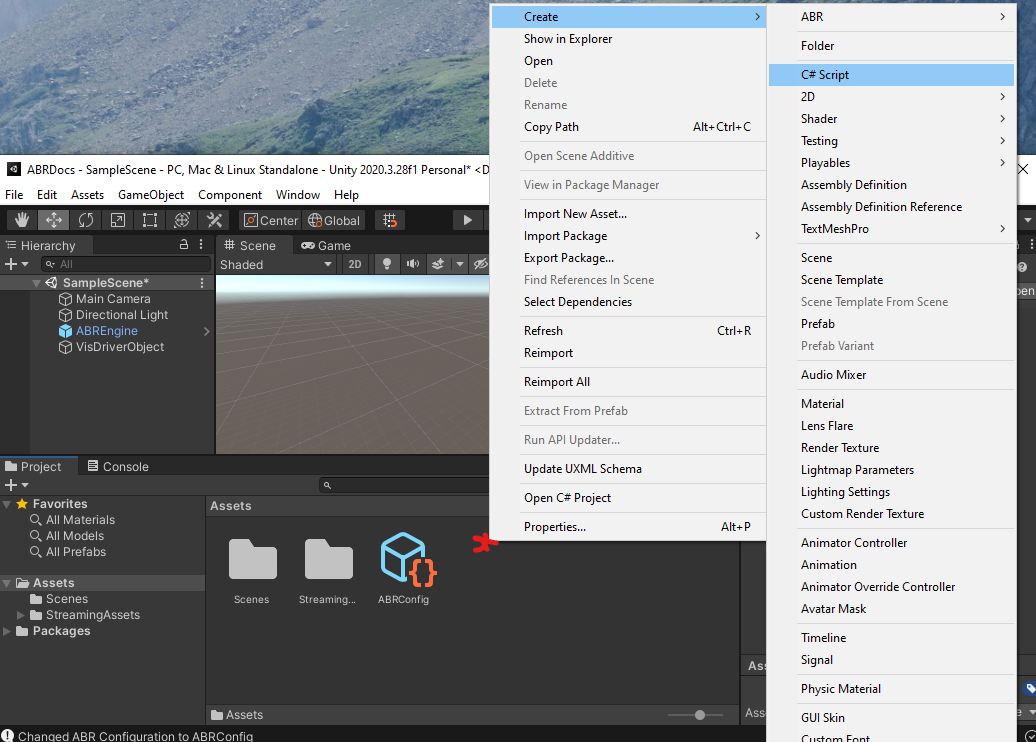 Create
Show in Explorer
Open
Delete
Rename
Copy Path Alt+Ctrl+C
Open Scene Additive
View in Package Manager
Import New Asset...
Import Package
Export Package...
Find References In Scene
Select Dependencies
Refresh Ctrl+R
Reimport
Reimport All
Extract From Prefab
Run API Updater...
Update UXML Schema
Open C# Project
Properties... Alt+P
ABR
Folder
C# Script
2D
Shader
Testing
Playables
Assembly Definition
Assembly Definition Reference
TextMeshPro
Scene
Scene Template
Scene Template From Scene
Prefab
Prefab Variant
Audio Mixer
Material
Lens Flare
Render Texture
Lightmap Parameters
Lighting Settings
Custom Render Texture
Animator Controller
Animation
Animator Override Controller
Avatar Mask
Timeline
Signal
Physic Material
GUI Skin
Custom Font
ABRDocs - SampleScene - PC, Mac & Linux Standalone - Unity 2020.3.28f1 Personal* <D
File Edit Assets GameObject Component Window Help
Center Global
Hierarchy
All
SampleScene*
Main Camera
Directional Light
ABREngine
VisDriverObject
Scene Game
Shaded 2D
pen
Project Console
Favorites
All Materials
All Models
All Prefabs
Assets
Scenes
StreamingAssets
Packages
Assets
Scenes Streaming... ABRConfig
Assets
Ass
Asse
e
Changed ABR Configuration to ABRConfig